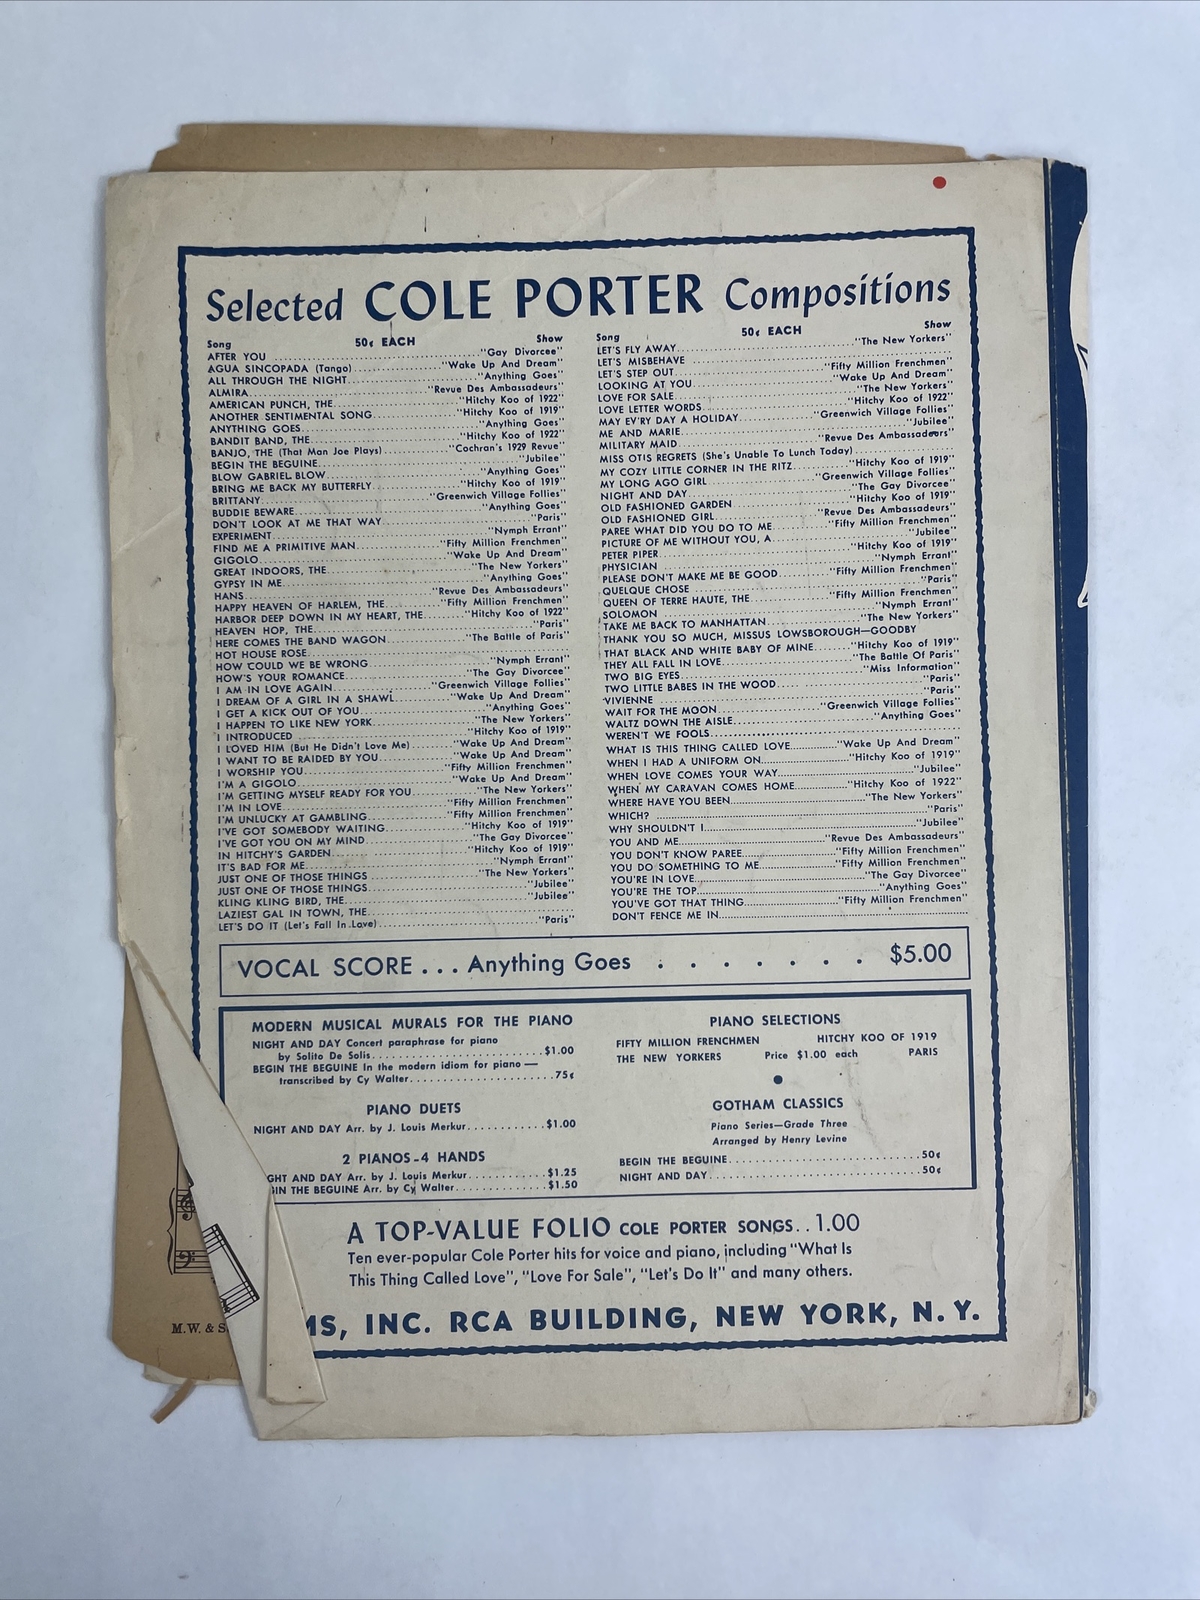 Selected COLE PORTER Compositions
Song 50¢ EACH Show
AFTER YOU ......"Gay Divorcee"
AGUA SINCOPADA (Tango)......"Wake Up And Dream"
ALL THROUGH THE NIGHT......"Anything Goes"
ALMIRA......"Revue Des Ambassadeurs"
AMERICAN PUNCH, THE......"Hitchy Koo of 1922"
ANOTHER SENTIMENTAL SONG......"Hitchy Koo of 1919"
ANYTHING GOES......"Anything Goes"
BANDIT BAND, THE......"Hitchy Koo of 1922"
BANJO, THE (That Man Joe Plays)......"Cochran's 1929 Revue"
BEGIN THE BEGUINE......"Jubilee"
BLOW GABRIEL BLOW......"Anything Goes"
BRING ME BACK MY BUTTERFLY......"Hitchy Koo of 1919"
BRITTANY......"Greenwich Village Follies"
BUDDIE BEWARE......"Anything Goes"
DON'T LOOK AT ME THAT WAY......"Paris"
EXPERIMENT......"Nymph Errant"
FIND ME A PRIMITIVE MAN......"Fifty Million Frenchmen"
GIGOLO......"Wake Up And Dream"
GREAT INDOORS, THE......"The New Yorkers"
GYPSY IN ME......"Anything Goes"
HANS......"Revue Des Ambassadeurs"
HAPPY HEAVEN OF HARLEM, THE......"Fifty Million Frenchmen"
HARBOR DEEP DOWN IN MY HEART, THE......"Hitchy Koo of 1922"
HEAVEN HOP, THE......"Paris"
HERE COMES THE BAND WAGON......"The Battle of Paris"
HOT HOUSE ROSE......
HOW COULD WE BE WRONG......"Nymph Errant"
HOW'S YOUR ROMANCE......"The Gay Divorcee"
I AM IN LOVE AGAIN......"Greenwich Village Follies"
I DREAM OF A GIRL IN A SHAWL......"Wake Up And Dream"
I GET A KICK OUT OF YOU......"Anything Goes"
I HAPPEN TO LIKE NEW YORK......"The New Yorkers"
I INTRODUCED......"Hitchy Koo of 1919"
I LOVED HIM (But He Didn't Love Me)......"Wake Up And Dream"
I WANT TO BE RAIDED BY YOU......"Wake Up And Dream"
I WORSHIP YOU......"Fifty Million Frenchmen"
I'M A GIGOLO......"Wake Up And Dream"
I'M GETTING MYSELF READY FOR YOU......"The New Yorkers"
I'M IN LOVE......"Fifty Million Frenchmen"
I'M UNLUCKY AT GAMBLING......"Fifty Million Frenchmen"
I'VE GOT SOMEBODY WAITING......"Hitchy Koo of 1919"
I'VE GOT YOU ON MY MIND......"The Gay Divorcee"
IN HITCHY'S GARDEN......"Hitchy Koo of 1919"
IT'S BAD FOR ME......"Nymph Errant"
JUST ONE OF THOSE THINGS......"The New Yorkers"
JUST ONE OF THOSE THINGS......"Jubilee"
KLING KLING BIRD, THE......"Jubilee"
LAZIEST GAL IN TOWN, THE......
LET'S DO IT (Let's Fall In Love)......"Paris"
Song 50¢ EACH Show
LET'S FLY AWAY......"The New Yorkers"
LET'S MISBEHAVE......
LET'S STEP OUT......"Fifty Million Frenchmen"
LOOKING AT YOU......"Wake Up And Dream"
LOVE FOR SALE......"The New Yorkers"
LOVE LETTER WORDS......"Hitchy Koo of 1922"
MAY EV'RY DAY A HOLIDAY......"Greenwich Village Follies"
ME AND MARIE......"Jubilee"
MILITARY MAID......"Revue Des Ambassadeurs"
MISS OTIS REGRETS (She's Unable To Lunch Today)......
MY COZY LITTLE CORNER IN THE RITZ......"Hitchy Koo of 1919"
MY LONG AGO GIRL......"Greenwich Village Follies"
NIGHT AND DAY......"The Gay Divorcee"
OLD FASHIONED GARDEN......"Hitchy Koo of 1919"
OLD FASHIONED GIRL......"Revue Des Ambassadeurs"
PAREE WHAT DID YOU DO TO ME......"Fifty Million Frenchmen"
PICTURE OF ME WITHOUT YOU, A......"Jubilee"
PETER PIPER......"Hitchy Koo of 1919"
PHYSICIAN......"Nymph Errant"
PLEASE DON'T MAKE ME BE GOOD......"Fifty Million Frenchmen"
QUELQUE CHOSE......"Paris"
QUEEN OF TERRE HAUTE, THE......"Fifty Million Frenchmen"
SOLOMON......"Nymph Errant"
TAKE ME BACK TO MANHATTAN......"The New Yorkers"
THANK YOU SO MUCH, MISSUS LOWSBOROUGH—GOODBY
THAT BLACK AND WHITE BABY OF MINE......"Hitchy Koo of 1919"
THEY ALL FALL IN LOVE......"The Battle Of Paris"
TWO BIG EYES......"Miss Information"
TWO LITTLE BABES IN THE WOOD......"Paris"
VIVIENNE......"Paris"
WAIT FOR THE MOON......"Greenwich Village Follies"
WALTZ DOWN THE AISLE......"Anything Goes"
WEREN'T WE FOOLS......
WHAT IS THIS THING CALLED LOVE......"Wake Up And Dream"
WHEN I HAD A UNIFORM ON......"Hitchy Koo of 1919"
WHEN LOVE COMES YOUR WAY......"Jubilee"
WHEN MY CARAVAN COMES HOME......"Hitchy Koo of 1922"
WHERE HAVE YOU BEEN......"The New Yorkers"
WHICH? ......"Paris"
WHY SHOULDN'T I......"Jubilee"
YOU AND ME......"Revue Des Ambassadeurs"
YOU DON'T KNOW PAREE......"Fifty Million Frenchmen"
YOU DO SOMETHING TO ME......"Fifty Million Frenchmen"
YOU'RE IN LOVE......"The Gay Divorcee"
YOU'RE THE TOP......"Anything Goes"
YOU'VE GOT THAT THING......"Fifty Million Frenchmen"
DON'T FENCE ME IN......
VOCAL SCORE... Anything Goes . . . . . . . $5.00
MODERN MUSICAL MURALS FOR THE PIANO
NIGHT AND DAY Concert paraphrase for piano
by Solito De Solis......$1.00
BEGIN THE BEGUINE In the modern idiom for piano —
transcribed by Cy Walter......75¢
PIANO DUETS
NIGHT AND DAY Arr. by J. Louis Merkur......$1.00
2 PIANOS-4 HANDS
GHT AND DAY Arr. by J. Louis Merkur......$1.25
IN THE BEGUINE Arr. by Cy Walter......$1.50
PIANO SELECTIONS
FIFTY MILLION FRENCHMEN HITCHY KOO OF 1919
THE NEW YORKERS Price $1.00 each PARIS
GOTHAM CLASSICS
Piano Series—Grade Three
Arranged by Henry Levine
BEGIN THE BEGUINE......50¢
NIGHT AND DAY......50¢
A TOP-VALUE FOLIO COLE PORTER SONGS..1.00
Ten ever-popular Cole Porter hits for voice and piano, including "What Is
This Thing Called Love", "Love For Sale", "Let's Do It" and many others.
MS, INC. RCA BUILDING, NEW YORK, N. Y.
M.W. & S